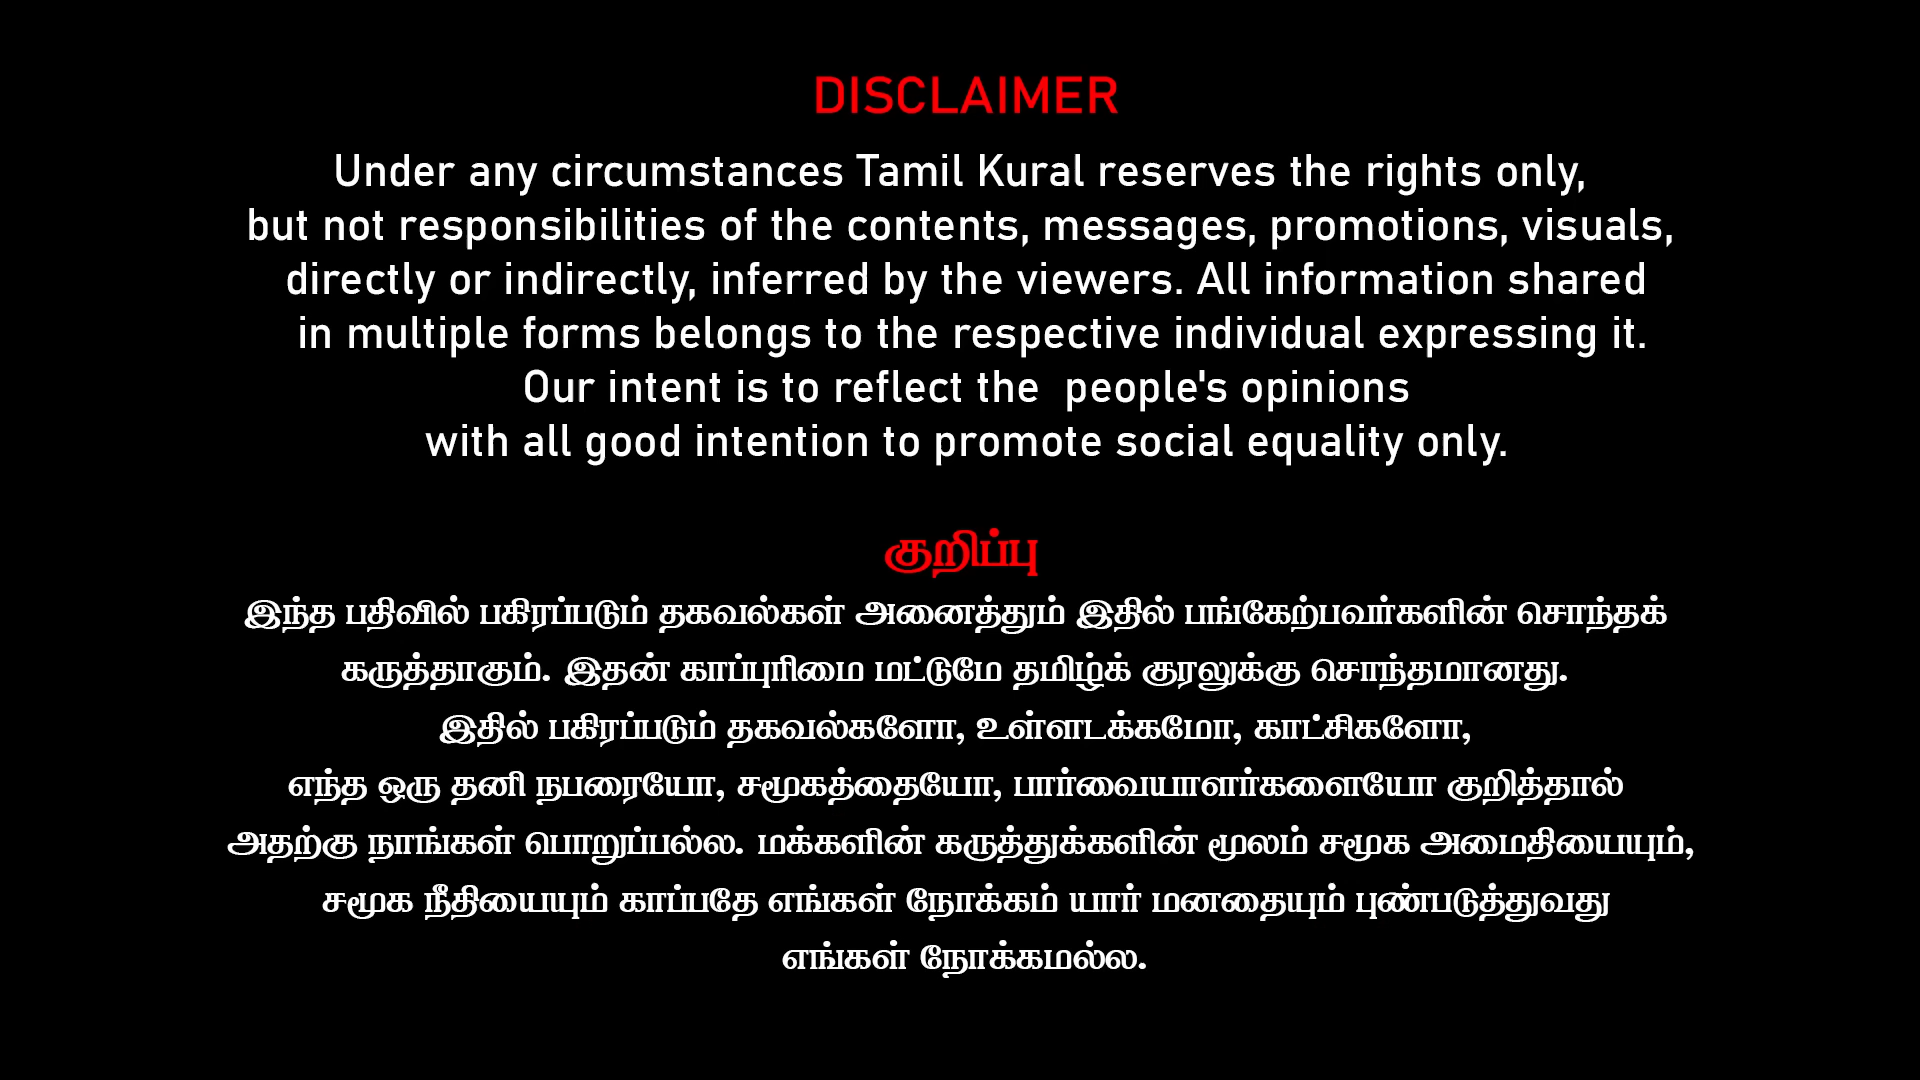 DISCLAIMER
Under any circumstances Tamil Kural reserves the rights only,
but not responsibilities of the contents, messages, promotions, visuals,
directly or indirectly, inferred by the viewers. All information shared
in multiple forms belongs to the respective individual expressing it.
Our intent is to reflect the  people's opinions
with all good intention to promote social equality only.
குறிப்பு
இந்த பதிவில் பகிரப்படும் தகவல்கள் அனைத்தும் இதில் பங்கேற்பவர்களின் சொந்தக்
கருத்தாகும். இதன் காப்புரிமை மட்டுமே தமிழ்க் குரலுக்கு சொந்தமானது.
இதில் பகிரப்படும் தகவல்களோ, உள்ளடக்கமோ, காட்சிகளோ,
எந்த ஒரு தனி நபரையோ, சமூகத்தையோ, பார்வையாளர்களையோ குறித்தால்
அதற்கு நாங்கள் பொறுப்பல்ல. மக்களின் கருத்துக்களின் மூலம் சமூக அமைதியையும்,
சமூக நீதியையும் காப்பதே எங்கள் நோக்கம் யார் மனதையும் புண்படுத்துவது
எங்கள் நோக்கமல்ல.